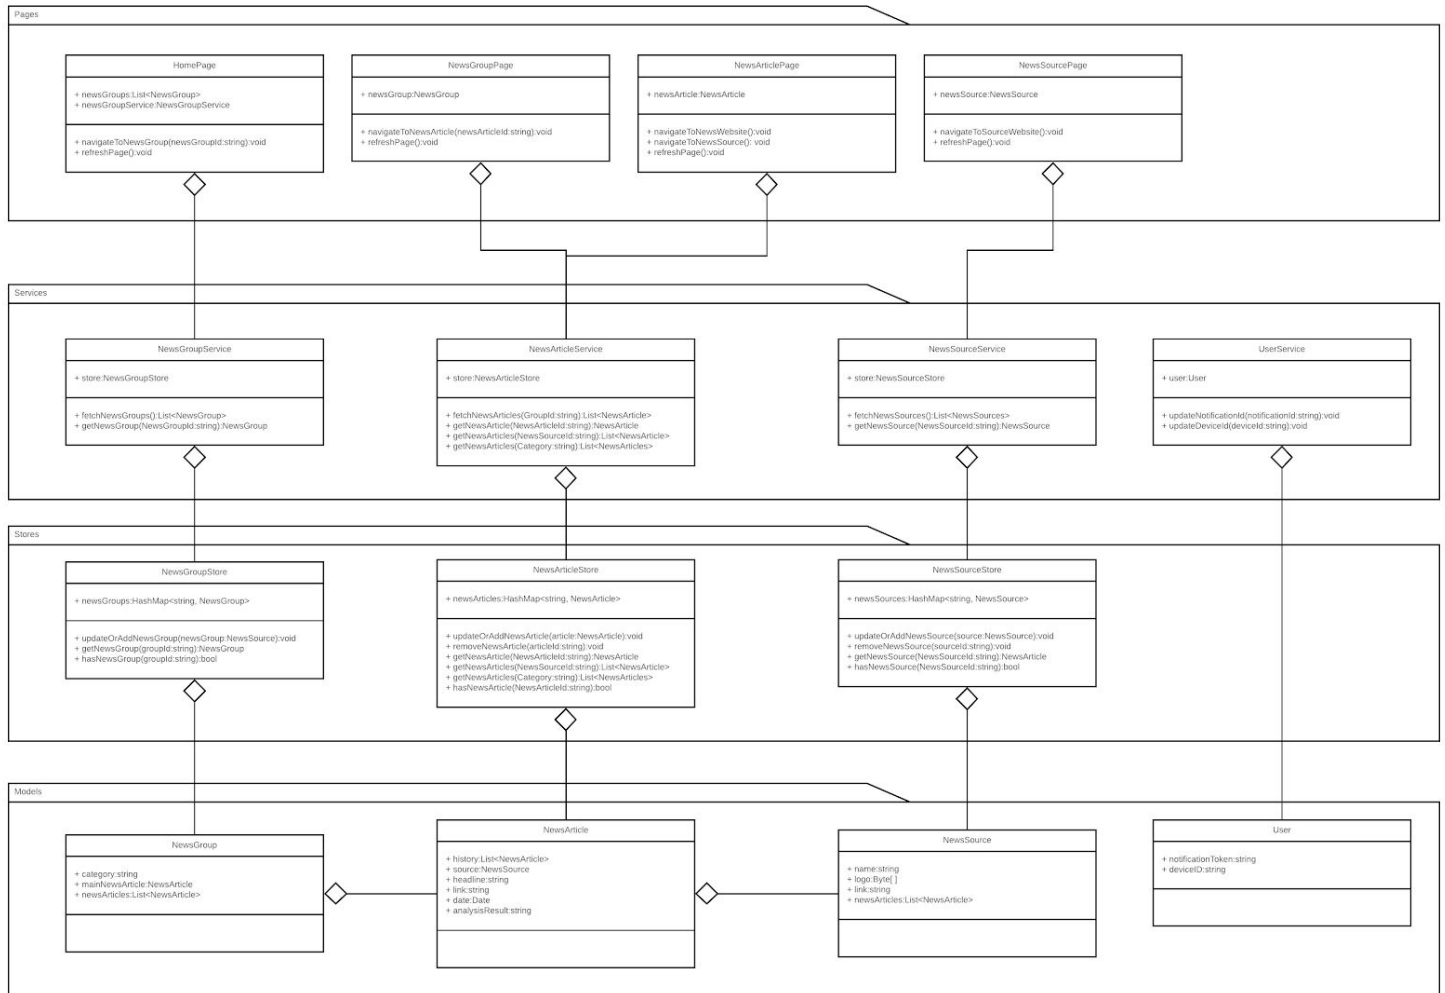 Pages
HomePage
+ newsGroups:List<NewsGroup>
+ newsGroupService:NewsGroupService
+ navigateToNewsGroup(newsGroupId:string):void
+ refreshPage():void
NewsGroupPage
+ newsGroup:NewsGroup
+ navigateToNewsArticle(newsArticleId:string):void
+ refreshPage():void
NewsArticlePage
+ newsArticle:NewsArticle
+ navigateToNewsWebsite():void
+ navigateToNewsSource(): void
+ refreshPage():void
NewsSourcePage
+ newsSource:NewsSource
+ navigateToSourceWebsite():void
+ refreshPage():void
Services
NewsGroupService
+ store:NewsGroupStore
+ fetchNewsGroups():List<NewsGroup>
+ getNewsGroup(NewsGroupId:string):NewsGroup
NewsArticleService
+ store:NewsArticleStore
+ fetchNewsArticles(GroupId:string):List<NewsArticle>
+ getNewsArticle(NewsArticleId:string):NewsArticle
+ getNewsArticles(NewsSourceId:string):List<NewsArticle>
+ getNewsArticles(Category:string):List<NewsArticles>
NewsSourceService
+ store:NewsSourceStore
+ fetchNewsSources():List<NewsSources>
+ getNewsSource(NewsSourceId:string):NewsSource
UserService
+ user:User
+ updateNotificationId(notificationId:string):void
+ updateDeviceId(deviceId:string):void
Stores
NewsGroupStore
+ newsGroups:HashMap<string, NewsGroup>
+ updateOrAddNewsGroup(newsGroup:NewsSource):void
+ getNewsGroup(groupId:string):NewsGroup
+ hasNewsGroup(groupId:string):bool
NewsArticleStore
+ newsArticles:HashMap<string, NewsArticle>
+ updateOrAddNewsArticle(article:NewsArticle):void
+ removeNewsArticle(articleId:string):void
+ getNewsArticle(NewsArticleId:string):NewsArticle
+ getNewsArticles(NewsSourceId:string):List<NewsArticle>
+ getNewsArticles(Category:string):List<NewsArticles>
+ hasNewsArticle(NewsArticleId:string):bool
NewsSourceStore
+ newsSources:HashMap<string, NewsSource>
+ updateOrAddNewsSource(source:NewsSource):void
+ removeNewsSource(sourceId:string):void
+ getNewsSource(NewsSourceId:string):NewsArticle
+ hasNewsSource(NewsSourceId:string):bool
Models
NewsGroup
+ category:string
+ mainNewsArticle:NewsArticle
+ newsArticles:List<NewsArticle>
NewsArticle
+ history:List<NewsArticle>
+ source:NewsSource
+ headline:string
+ link:string
+ date:Date
+ analysisResult:string
NewsSource
+ name:string
+ logo:Byte[ ]
+ link:string
+ newsArticles:List<NewsArticle>
User
+ notificationToken:string
+ deviceID:string